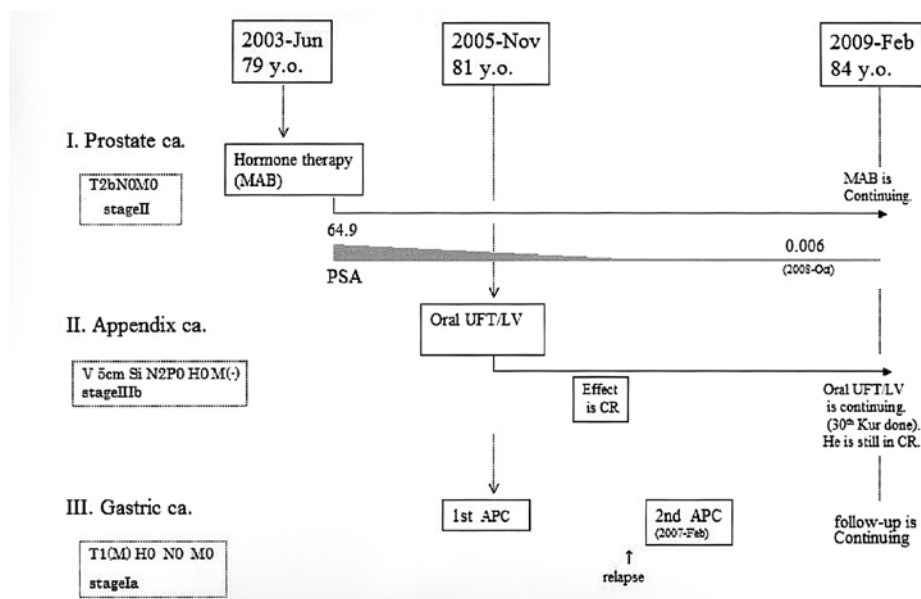 2003-Jun
79 y.o.
2005-Nov
81 y.o.
2009-Feb
84 y.o.
I. Prostate ca.
T2bN0M0
stageII
Hormone therapy
(MAB)
MAB is
Continuing.
64.9
0.006
(2008-Oct)
PSA
II. Appendix ca.
V 5cm Si N2P0 H0M(-)
stageIIIb
Oral UFT/LV
Effect
is CR
Oral UFT/LV
is continuing.
(30th Kur done).
He is still in CR.
III. Gastric ca.
T1(M) H0 N0 M0
stageIa
1st APC
2nd APC
(2007-Feb)
↑
relapse
follow-up is
Continuing